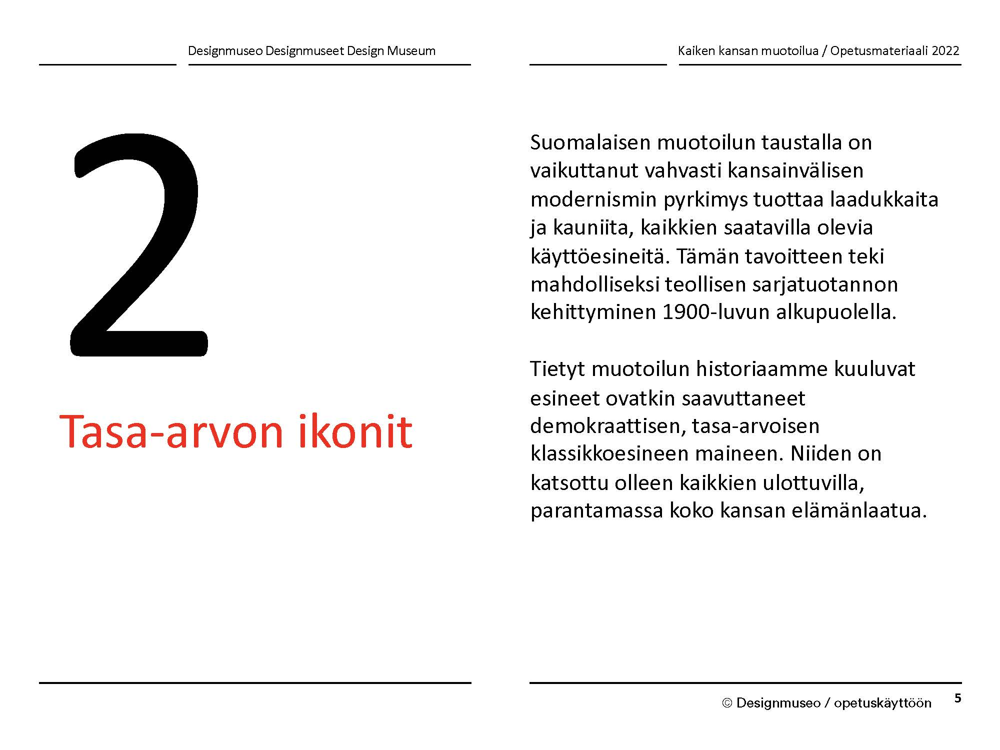 Designmuseo Designmuseet Design Museum
Kaiken kansan muotoilua / Opetusmateriaali 2022
2
Tasa-arvon ikonit
Suomalaisen muotoilun taustalla on
vaikuttanut vahvasti kansainvälisen
modernismin pyrkimys tuottaa laadukkaita
ja kauniita, kaikkien saatavilla olevia
käyttöesineitä. Tämän tavoitteen teki
mahdolliseksi teollisen sarjatuotannon
kehittyminen 1900-luvun alkupuolella.
Tietyt muotoilun historiaamme kuuluvat
esineet ovatkin saavuttaneet
demokraattisen, tasa-arvoisen
klassikkoesineen maineen. Niiden on
katsottu olleen kaikkien ulottuvilla,
parantamassa koko kansan elämänlaatua.
© Designmuseo / opetuskäyttöön
5